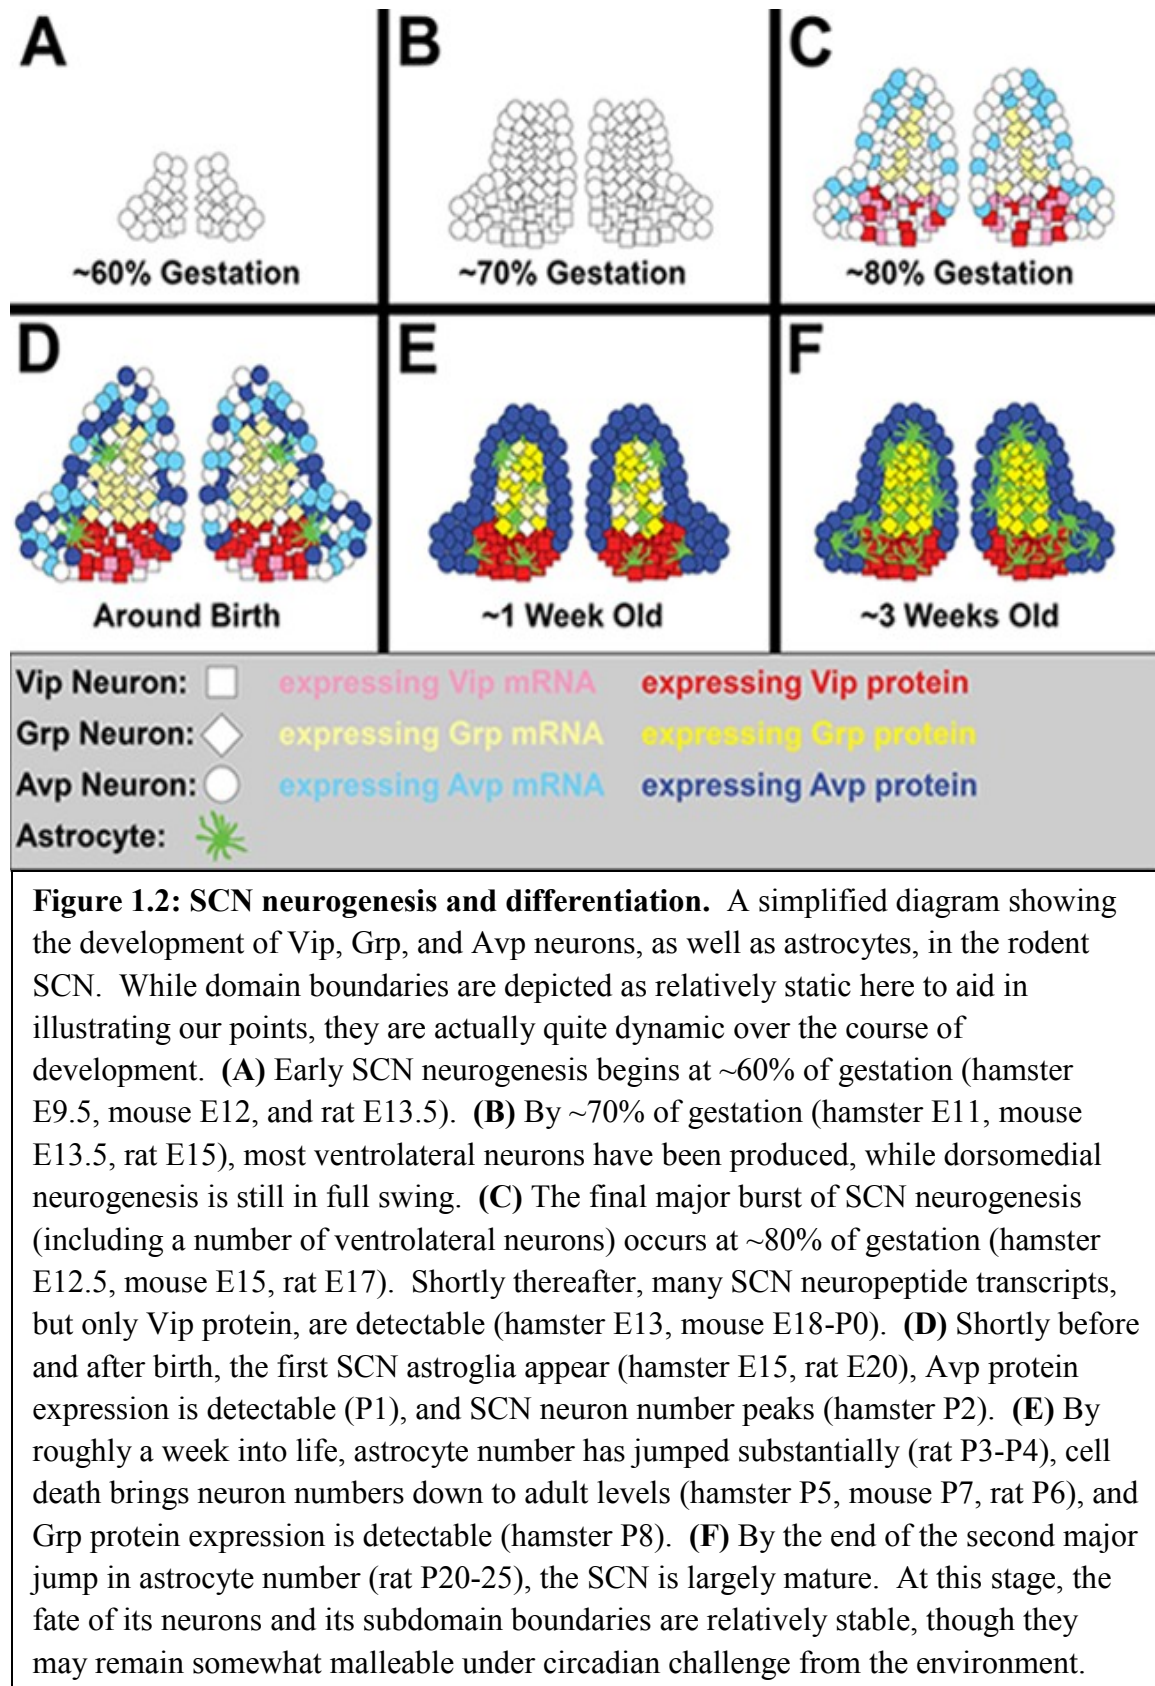 A
B
C
~60% Gestation
~70% Gestation
~80% Gestation
D
E
F
Around Birth
~1 Week Old
~3 Weeks Old
Vip Neuron: expressing Vip mRNA expressing Vip protein
Grp Neuron: expressing Grp mRNA expressing Grp protein
Avp Neuron: expressing Avp mRNA expressing Avp protein
Astrocyte:
Figure 1.2: SCN neurogenesis and differentiation. A simplified diagram showing
the development of Vip, Grp, and Avp neurons, as well as astrocytes, in the rodent
SCN. While domain boundaries are depicted as relatively static here to aid in
illustrating our points, they are actually quite dynamic over the course of
development. (A) Early SCN neurogenesis begins at ~60% of gestation (hamster
E9.5, mouse E12, and rat E13.5). (B) By ~70% of gestation (hamster E11, mouse
E13.5, rat E15), most ventrolateral neurons have been produced, while dorsomedial
neurogenesis is still in full swing. (C) The final major burst of SCN neurogenesis
(including a number of ventrolateral neurons) occurs at ~80% of gestation (hamster
E12.5, mouse E15, rat E17). Shortly thereafter, many SCN neuropeptide transcripts,
but only Vip protein, are detectable (hamster E13, mouse E18-P0). (D) Shortly before
and after birth, the first SCN astroglia appear (hamster E15, rat E20), Avp protein
expression is detectable (P1), and SCN neuron number peaks (hamster P2). (E) By
roughly a week into life, astrocyte number has jumped substantially (rat P3-P4), cell
death brings neuron numbers down to adult levels (hamster P5, mouse P7, rat P6), and
Grp protein expression is detectable (hamster P8). (F) By the end of the second major
jump in astrocyte number (rat P20-25), the SCN is largely mature. At this stage, the
fate of its neurons and its subdomain boundaries are relatively stable, though they
may remain somewhat malleable under circadian challenge from the environment.